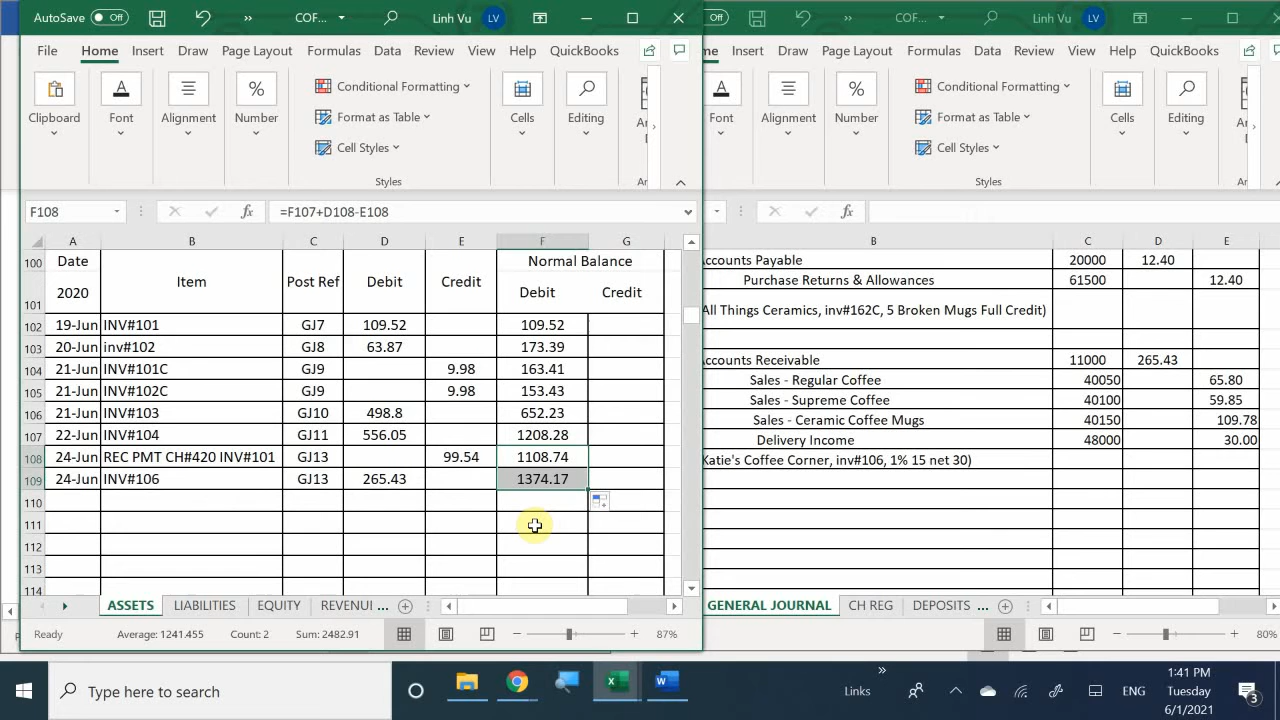 AutoSave Off COF... Linh Vu LV
Off COF... Linh Vu LV
File Home Insert Draw Page Layout Formulas Data Review View Help QuickBooks
me Insert Draw Page Layout Formulas Data Review View Help QuickBooks
Clipboard Font Alignment Number Conditional Formatting Format as Table Cell Styles Styles Cells Editing
Font Alignment Number Conditional Formatting Format as Table Cell Styles Styles Cells Editing
F108 fx =F107+D108-E108
fx
A B C D E F G
B C D E
100 Date Item Post Ref Debit Credit Normal Balance
101 2020 Debit Credit
102 19-Jun INV#101 GJ7 109.52 109.52
103 20-Jun inv#102 GJ8 63.87 173.39
104 21-Jun INV#101C GJ9 9.98 163.41
105 21-Jun INV#102C GJ9 9.98 153.43
106 21-Jun INV#103 GJ10 498.8 652.23
107 22-Jun INV#104 GJ11 556.05 1208.28
108 24-Jun REC PMT CH#420 INV#101 GJ13 99.54 1108.74
109 24-Jun INV#106 GJ13 265.43 1374.17
110
111
112
113
114
Accounts Payable 20000 12.40
Purchase Returns & Allowances 61500 12.40
All Things Ceramics, inv#162C, 5 Broken Mugs Full Credit)
Accounts Receivable 11000 265.43
Sales - Regular Coffee 40050 65.80
Sales - Supreme Coffee 40100 59.85
Sales - Ceramic Coffee Mugs 40150 109.78
Delivery Income 48000 30.00
Katie's Coffee Corner, inv#106, 1% 15 net 30)
ASSETS LIABILITIES EQUITY REVENUI ...
GENERAL JOURNAL CH REG DEPOSITS ...
Ready Average: 1241.455 Count: 2 Sum: 2482.91 87%
80%
Type here to search
Links
ENG
1:41 PM
Tuesday
6/1/2021
3